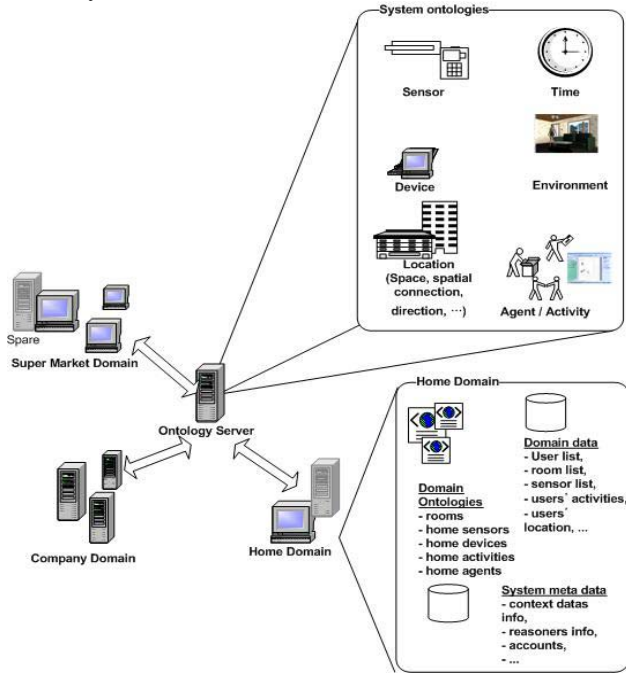 System ontologies
Sensor
Time
Device
Environment
Location
(Space, spatial
connection,
direction, ···)
Agent / Activity
Spare
Super Market Domain
Ontology Server
Company Domain
Home Domain
Home Domain
Domain
Ontologies
- rooms
- home sensors
- home devices
- home activities
- home agents
Domain data
- User list,
- room list,
- sensor list,
- users´ activities,
- users´
location, ...
System meta data
- context datas
info,
- reasoners info,
- accounts,
- ...